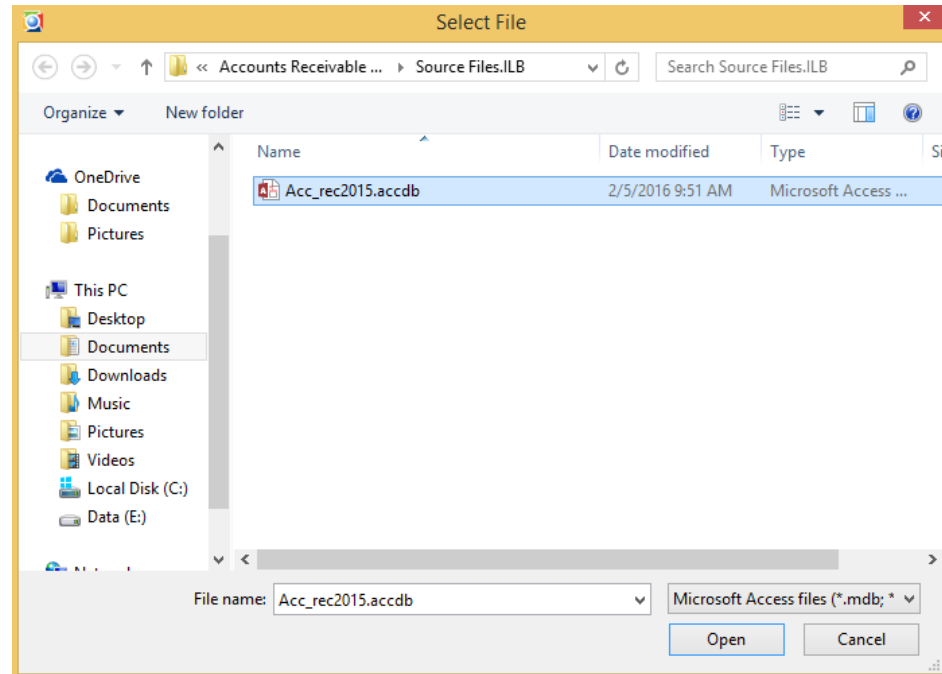 Select File
« Accounts Receivable ... Source Files.ILB Search Source Files.ILB
Organize New folder
Name Date modified Type
OneDrive
Acc_rec2015.accdb 2/5/2016 9:51 AM Microsoft Access ...
Documents
Pictures
This PC
Desktop
Documents
Downloads
Music
Pictures
Videos
Local Disk (C:)
Data (E:)
File name: Acc_rec2015.accdb Microsoft Access files (*.mdb; *
Open Cancel